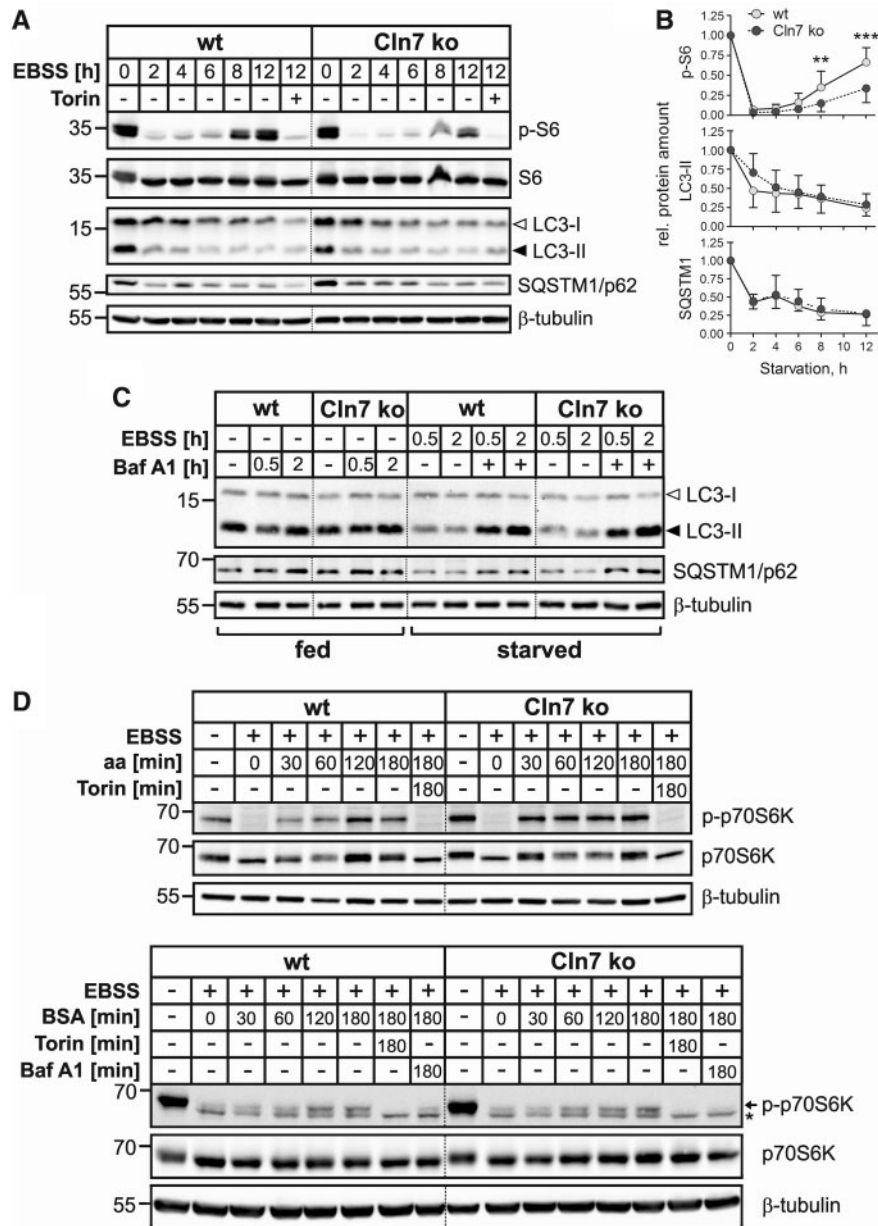 A
wt Cln7 ko
EBSS [h] 0 2 4 6 8 12 12 0 2 4 6 8 12 12
Torin - - - - - - + - - - - - - +
35 p-S6
35 S6
15 LC3-I
LC3-II
55 SQSTM1/p62
55 β-tubulin
B
wt
Cln7 ko
p-S6
1.25
1.00
0.75
0.50
0.25
0.00
** ***
rel. protein amount
LC3-II
1.25
1.00
0.75
0.50
0.25
0.00
SQSTM1
1.25
1.00
0.75
0.50
0.25
0.00
0 2 4 6 8 10 12
Starvation, h
C
wt Cln7 ko wt Cln7 ko
EBSS [h] - - - - - - 0.5 2 0.5 2 0.5 2 0.5 2
Baf A1 [h] - 0.5 2 - 0.5 2 - - + + - - + +
15 LC3-I
LC3-II
70 SQSTM1/p62
55 β-tubulin
fed starved
D
wt Cln7 ko
EBSS - + + + + + + - + + + + + +
aa [min] - 0 30 60 120 180 180 - 0 30 60 120 180 180
Torin [min] - - - - - - 180 - - - - - - 180
70 p-p70S6K
70 p70S6K
55 β-tubulin
wt Cln7 ko
EBSS - + + + + + + + - + + + + + + +
BSA [min] - 0 30 60 120 180 180 180 - 0 30 60 120 180 180 180
Torin [min] - - - - - - 180 - - - - - - - 180 -
Baf A1 [min] - - - - - - - 180 - - - - - - - 180
70 p-p70S6K
*
70 p70S6K
55 β-tubulin